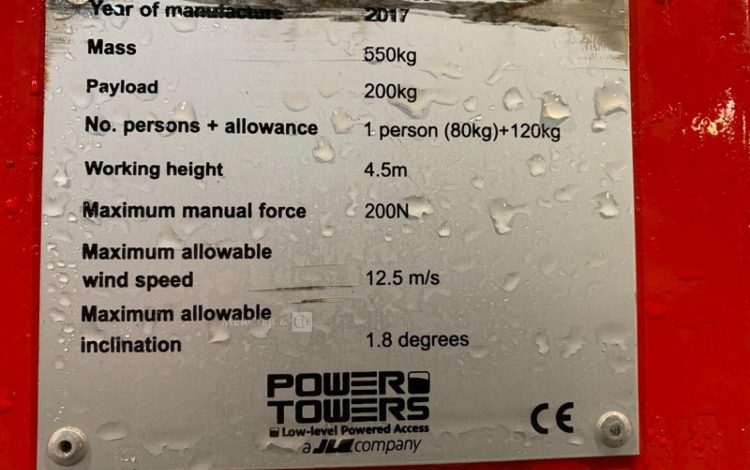 Year of manufacture 2017
Mass 550kg
Payload 200kg
No. persons + allowance 1 person (80kg)+120kg
Working height 4.5m
Maximum manual force 200N
Maximum allowable
wind speed 12.5 m/s
Maximum allowable
inclination 1.8 degrees
POWER
TOWERS
Low-level Powered Access
a JLG company
CE